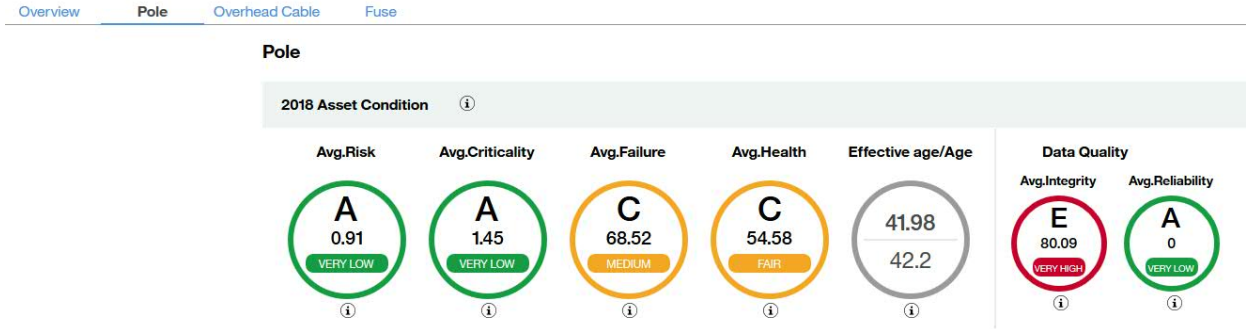 Overview Pole Overhead Cable Fuse
Pole
2018 Asset Condition
Avg.Risk Avg.Criticality Avg.Failure Avg.Health Effective age/Age Data Quality
Avg.Integrity Avg.Reliability
A A C C E A
0.91 1.45 68.52 54.58 41.98 80.09 0
VERY LOW VERY LOW MEDIUM FAIR 42.2 VERY HIGH VERY LOW